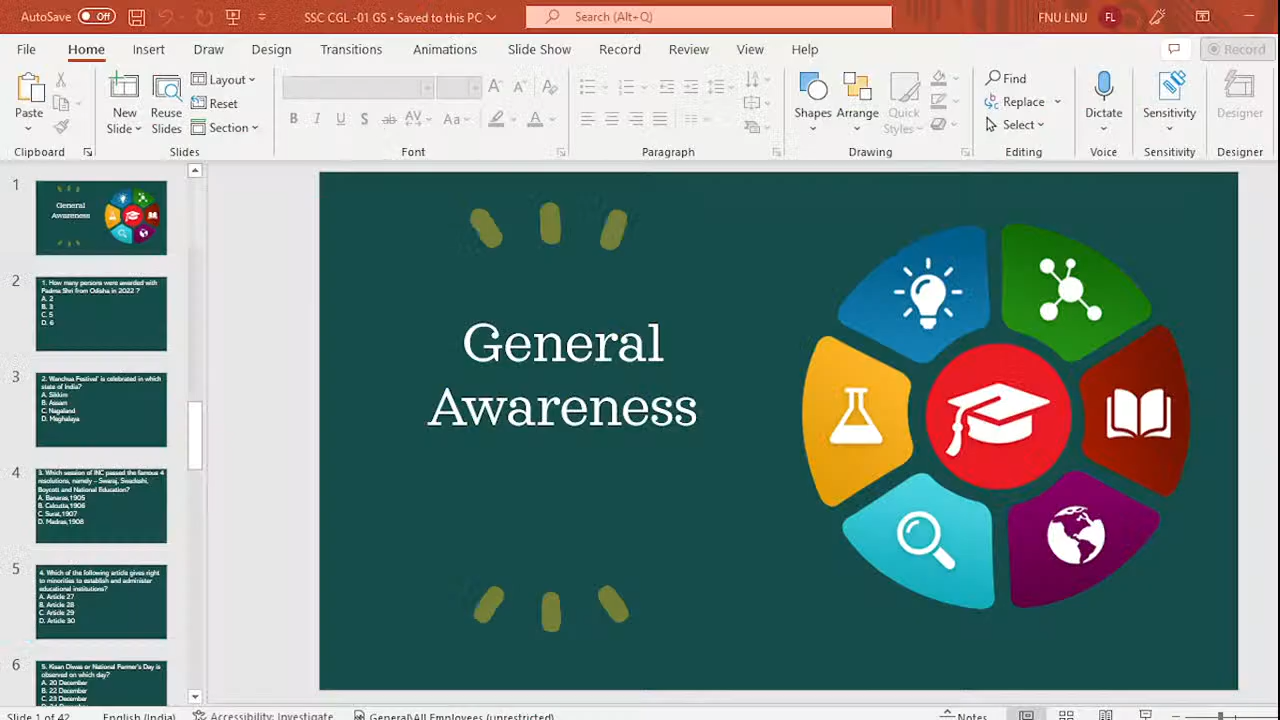 AutoSave Off SSC CGL -01 GS • Saved to this PC Search (Alt+Q) FNU LNU FL
File Home Insert Draw Design Transitions Animations Slide Show Record Review View Help Record
Paste New Slide Reuse Slides Layout Reset Section
B I U S ab AV Aa A A A A
Shapes Arrange Quick Styles Find Replace Select Dictate Sensitivity Designer
Clipboard Slides Font Paragraph Drawing Editing Voice Sensitivity Designer
1
General
Awareness
2
1. How many persons were awarded with
Padma Shri from Odisha in 2022 ?
A. 2
B. 3
C. 5
D. 6
3
2. 'Wanchua Festival' is celebrated in which
state of India?
A. Sikkim
B. Assam
C. Nagaland
D. Meghalaya
4
3. Which session of INC passed the famous 4
resolutions, namely – Swaraj, Swadeshi,
Boycott and National Education?
A. Banaras,1905
B. Calcutta,1906
C. Surat,1907
D. Madras,1908
5
4. Which of the following article gives right
to minorities to establish and administer
educational institutions?
A. Article 27
B. Article 28
C. Article 29
D. Article 30
6
5. Kisan Diwas or National Farmer's Day is
observed on which day?
A. 20 December
B. 22 December
C. 23 December
General
Awareness
Slide 1 of 42 English (India) Accessibility: Investigate General\All Employees (unrestricted) Notes